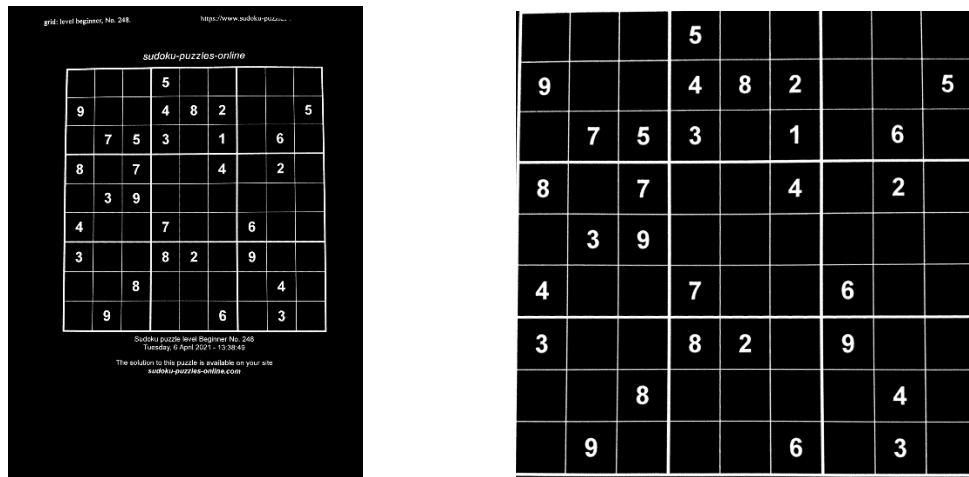 grid: level beginner, No. 248.
sudoku-puzzles-online
5
9 4 8 2 5
7 5 3 1 6
8 7 4 2
3 9
4 7 6
3 8 2 9
8 4
9 6 3
Sudoku puzzle level Beginner No. 248
Tuesday, 6 April 2021 - 13:38:49
The solution to this puzzle is available on your site
sudoku-puzzles-online.com
5
9 4 8 2 5
7 5 3 1 6
8 7 4 2
3 9
4 7 6
3 8 2 9
8 4
9 6 3